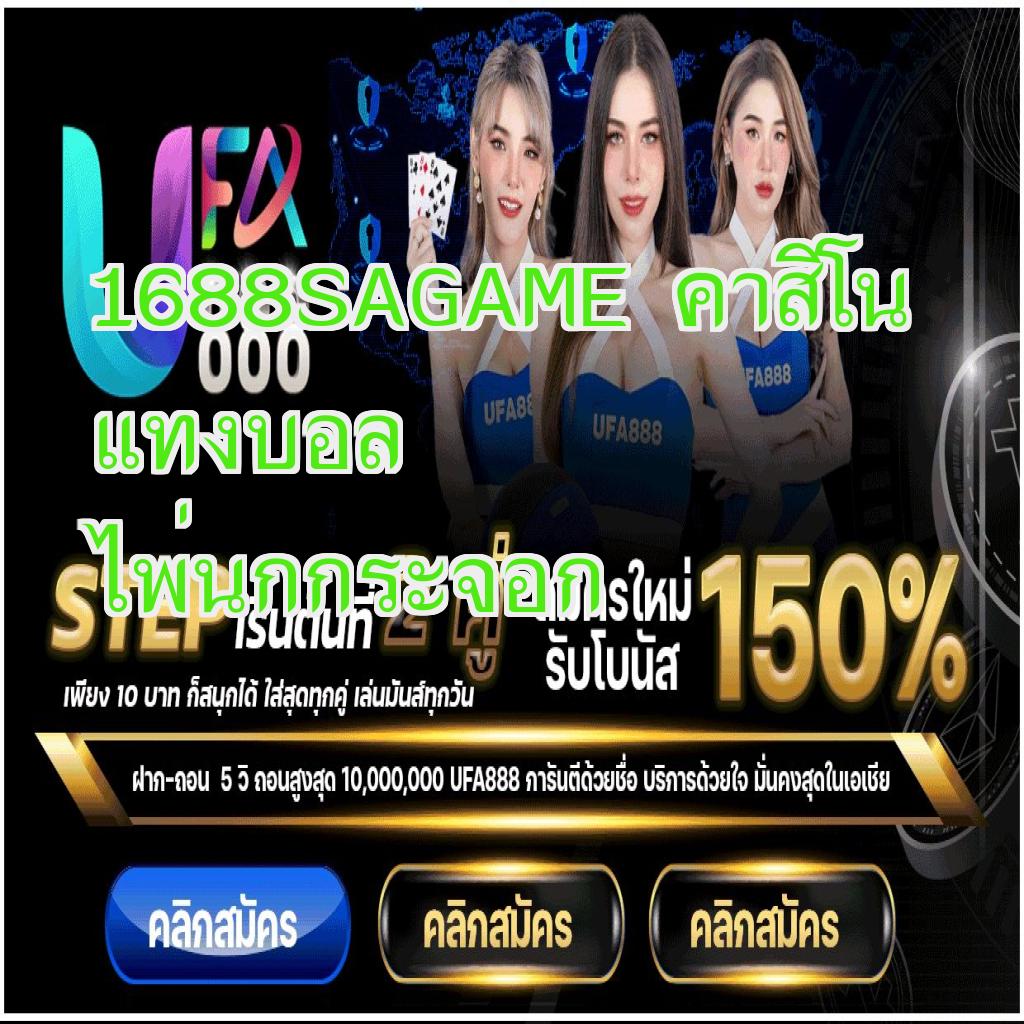 UFA
000
1688SAGAME คาสิโน
แทงบอล
ไพ่นกกระจอก
UFA88
UFA888
FA888
STEP
2 คู่
รับโบนัส
150%
เพียง 10 บาท ก็สนุกได้ ใส่สุดทุกคู่ เล่นมันส์ทุกวัน
ฝาก-ถอน 5 วิ ถอนสูงสุด 10,000,000 UFA888 การันตีด้วยชื่อ บริการด้วยใจ มั่นคงสุดในเอเชีย
คลิกสมัคร คลิกสมัคร คลิกสมัคร